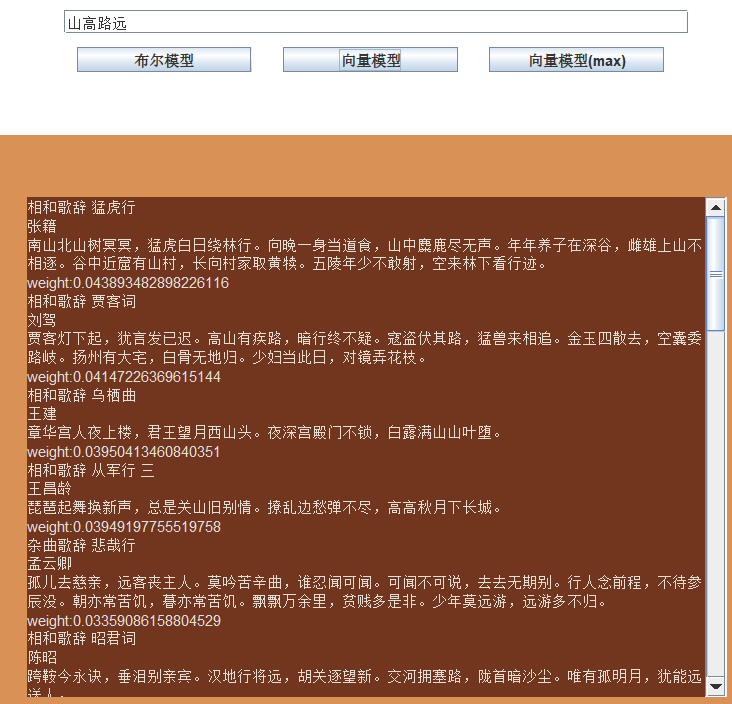 山高路远
布尔模型 向量模型 向量模型(max)
相和歌辞 猛虎行
张籍
南山北山树冥冥，猛虎白日绕林行。向晚一身当道食，山中麋鹿尽无声。年年养子在深谷，雌雄上山不
相逐。谷中近窟有山村，长向村家取黄犊。五陵年少不敢射，空来林下看行迹。
weight:0.043893482898226116
相和歌辞 贾客词
刘驾
贾客灯下起，犹言发已迟。高山有疾路，暗行终不疑。寇盗伏其路，猛兽来相追。金玉四散去，空囊委
路岐。扬州有大宅，白骨无地归。少妇当此日，对镜弄花枝。
weight:0.04147226369615144
相和歌辞 乌栖曲
王建
章华宫人夜上楼，君王望月西山头。夜深宫殿门不锁，白露满山山叶堕。
weight:0.03950413460840351
相和歌辞 从军行 三
王昌龄
琵琶起舞换新声，总是关山旧别情。撩乱边愁弹不尽，高高秋月下长城。
weight:0.03949197755519758
杂曲歌辞 悲哉行
孟云卿
孤儿去慈亲，远客丧主人。莫吟苦辛曲，谁忍闻可闻。可闻不可说，去去无期别。行人念前程，不待参
辰没。朝亦常苦饥，暮亦常苦饥。飘飘万余里，贫贱多是非。少年莫远游，远游多不归。
weight:0.03359086158804529
相和歌辞 昭君词
陈昭
跨鞍今永诀，垂泪别亲宾。汉地行将远，胡关逐望新。交河拥塞路，陇首暗沙尘。唯有孤明月，犹能远
送人。